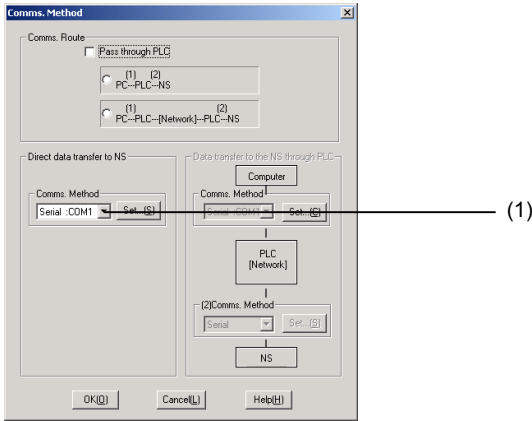 Comms. Method
Comms. Route
Pass through PLC
(1) (2)
PC---PLC---NS
(1) (2)
PC--PLC---[Network]---PLC---NS
Direct data transfer to NS
Data transfer to the NS through PLC
Computer
Comms. Method
Comms. Method
Serial :COM1
Set...(S)
Serial :COM1
Set...(C)
(1)
PLC
[Network]
(2)Comms. Method
Serial
Set...(S)
NS
OK(O)
Cancel(L)
Help(H)